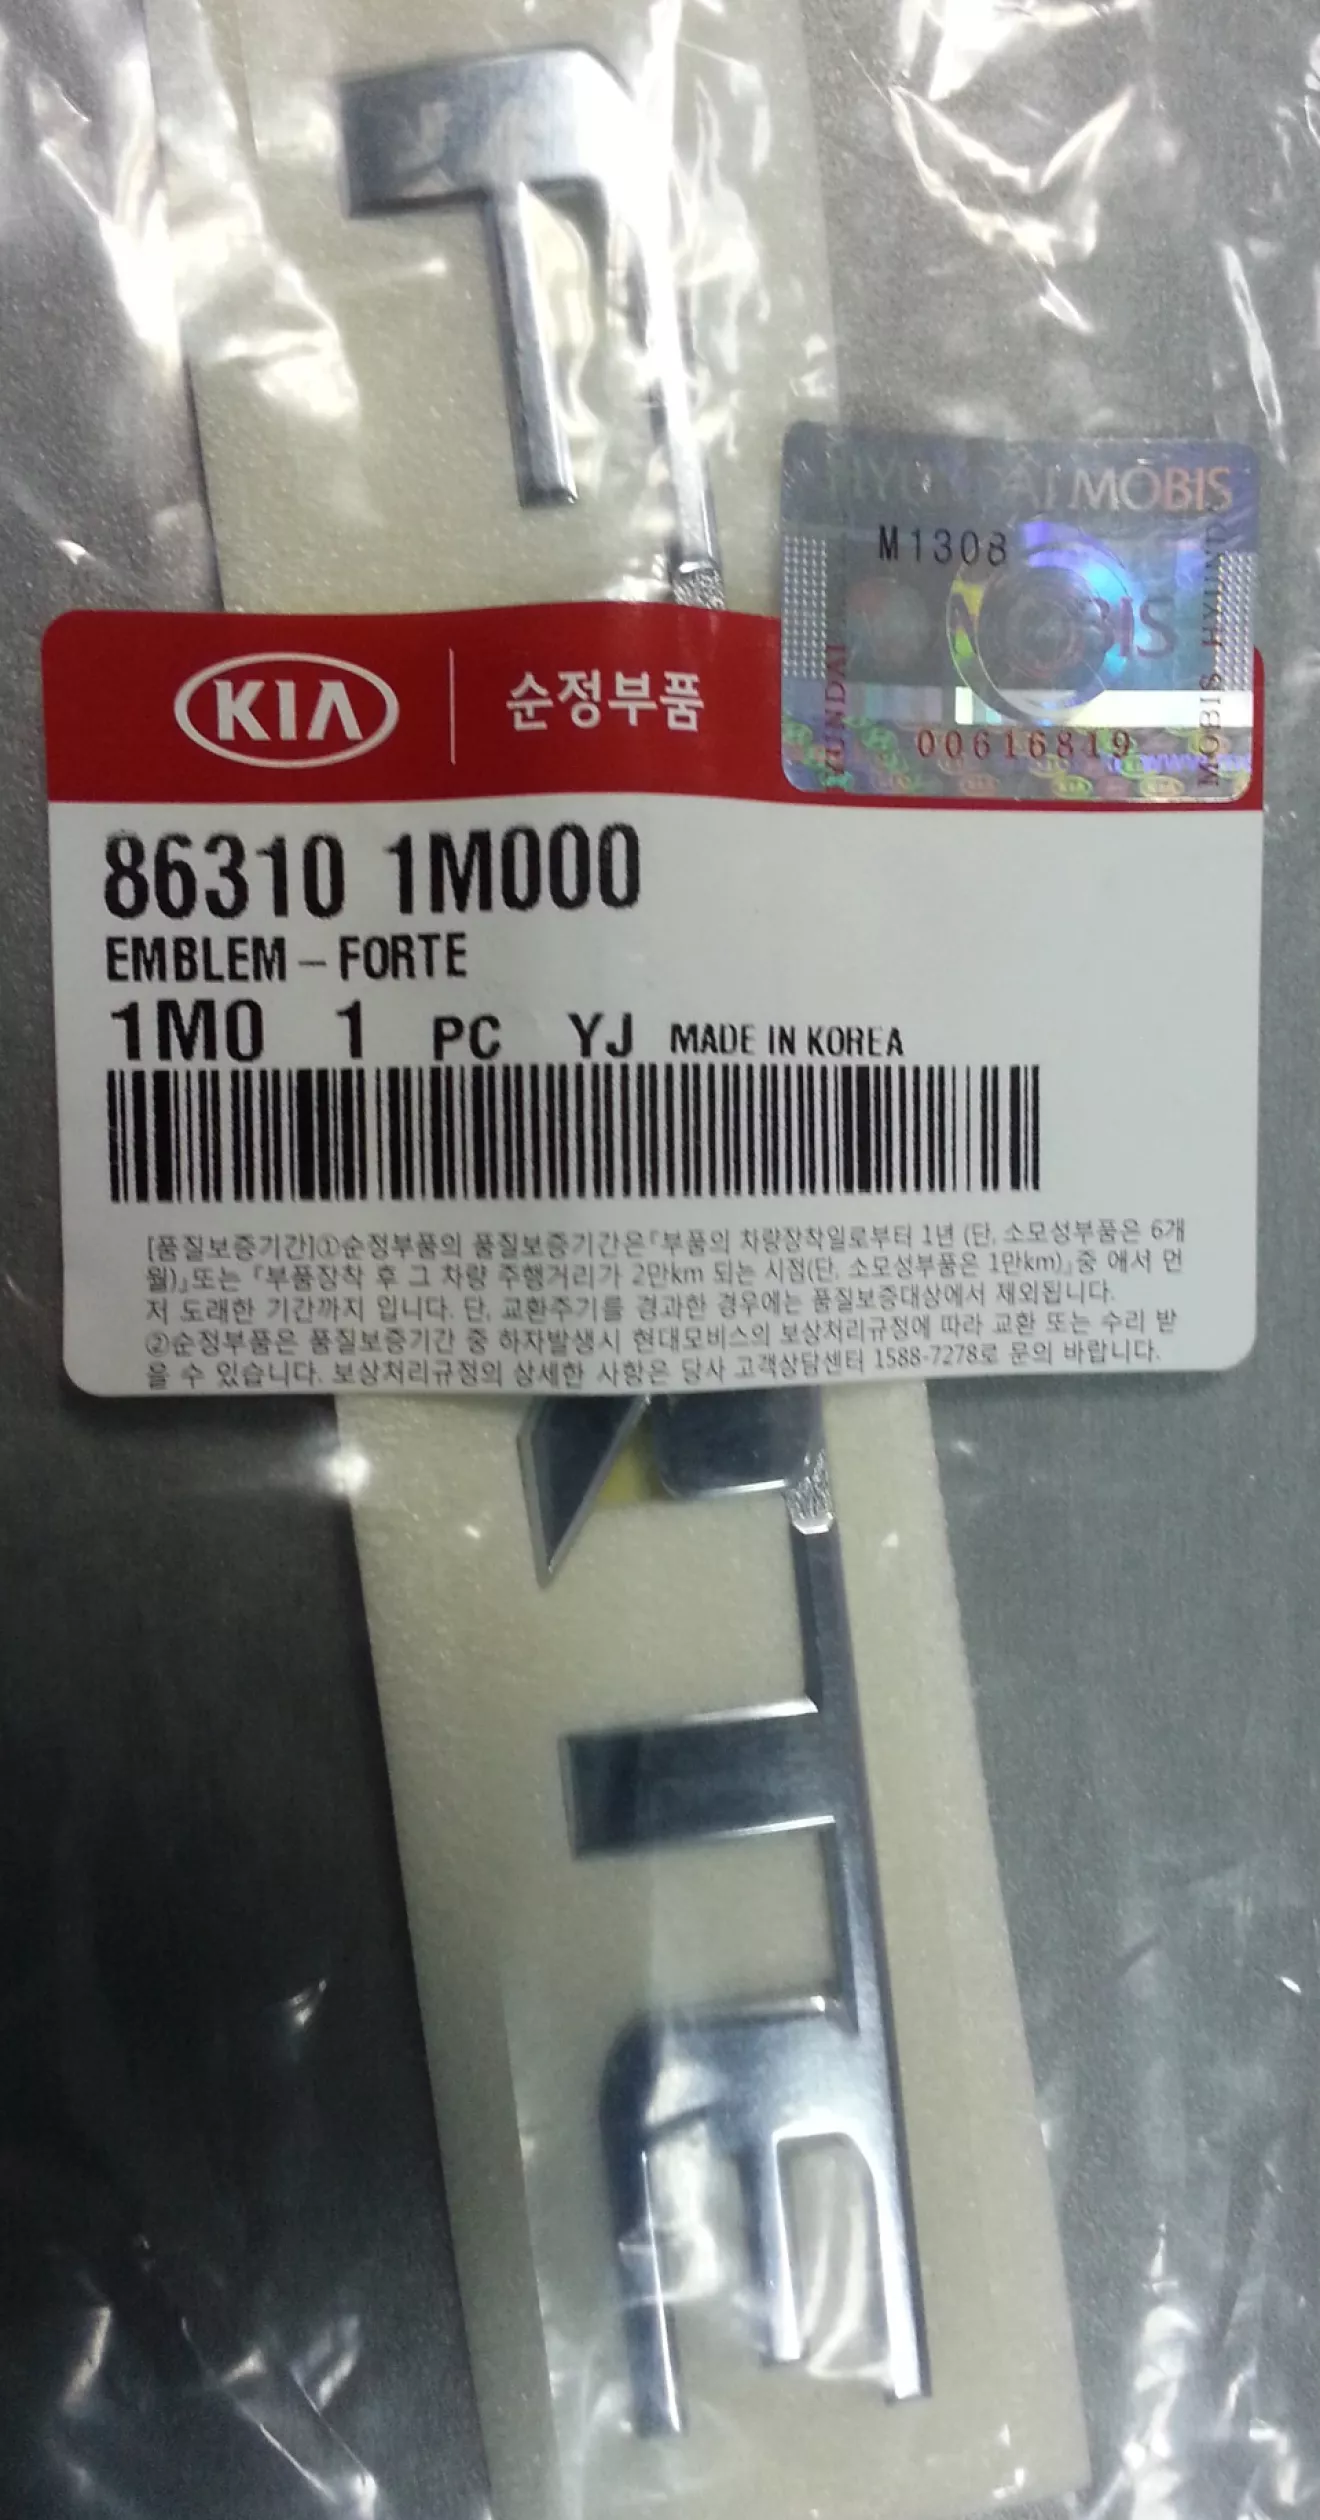 HYUNDAI MOBIS
M1308
BIS
HYUNDAI
MOBIS HYUND
00616819
KIA
순정부품
86310 1M000
EMBLEM – FORTE
1M0 1 PC YJ MADE IN KOREA
[품질보증기간]①순정부품의 품질보증기간은「부품의 차량장착일로부터 1년 (단, 소모성부품은 6개
월)」또는 「부품장착 후 그 차량 주행거리가 2만km 되는 시점(단, 소모성부품은 1만km)」중 에서 먼
저 도래한 기간까지 입니다. 단, 교환주기를 경과한 경우에는 품질보증대상에서 제외됩니다.
②순정부품은 품질보증기간 중 하자발생시 현대모비스의 보상처리규정에 따라 교환 또는 수리 받
을 수 있습니다. 보상처리규정의 상세한 사항은 당사 고객상담센터 1588-7278로 문의 바랍니다.